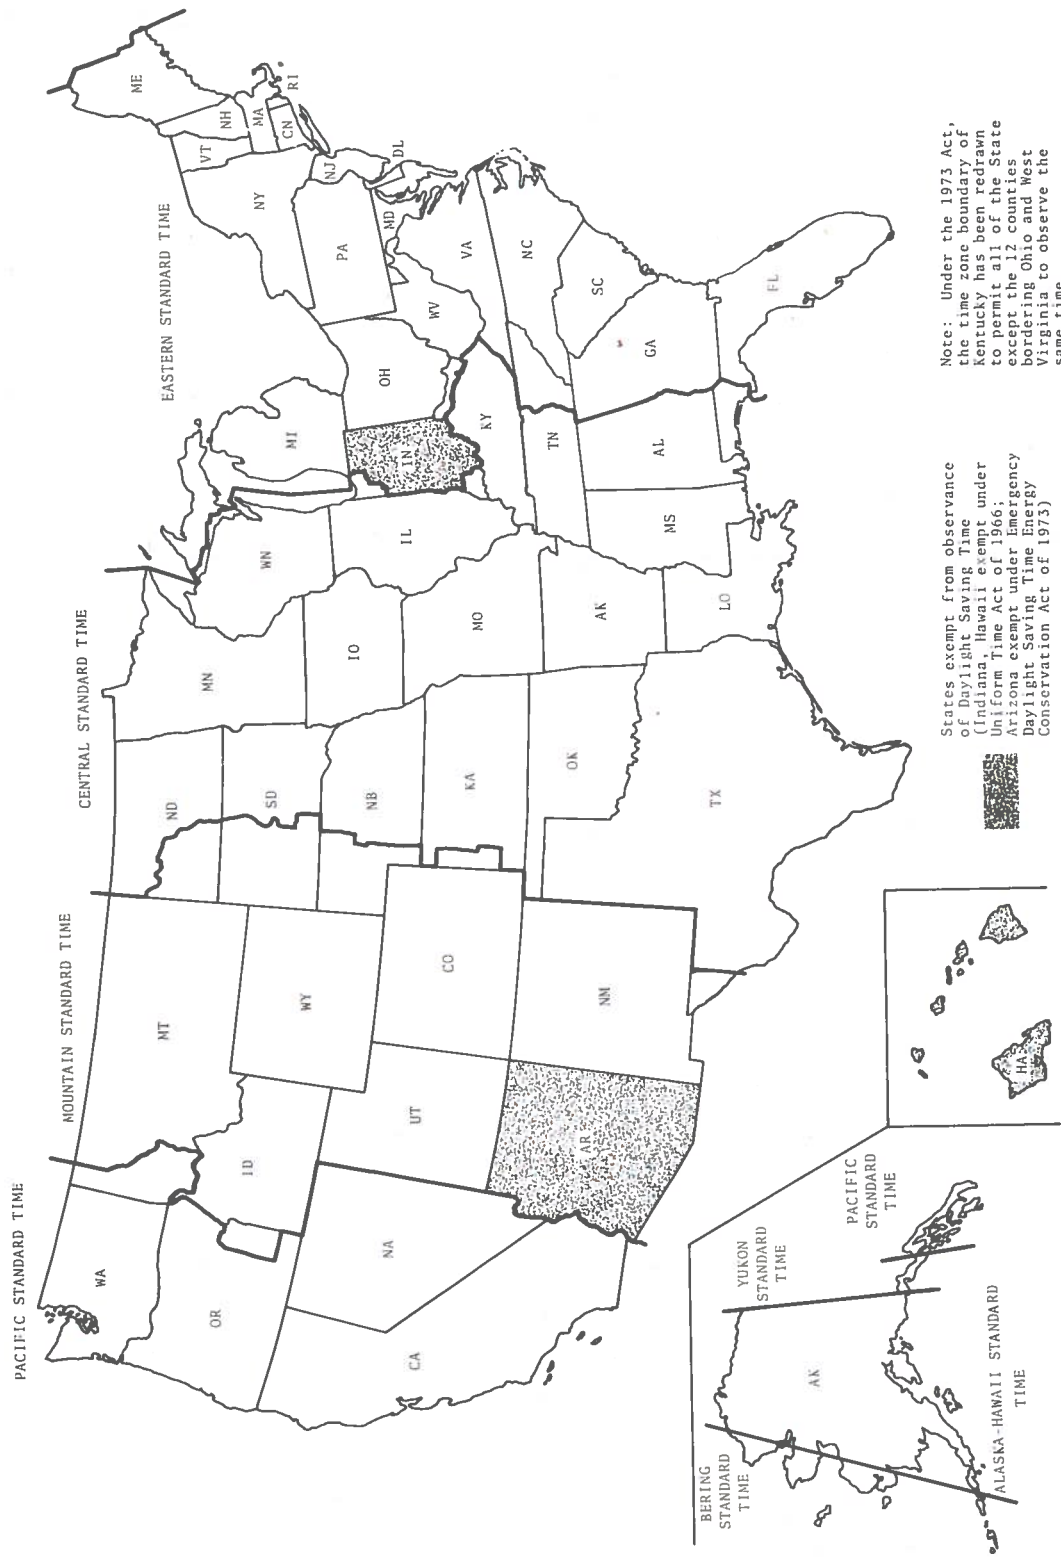 PACIFIC STANDARD TIME
MOUNTAIN STANDARD TIME
CENTRAL STANDARD TIME
EASTERN STANDARD TIME
WA
OR
CA
NA
ID
MT
WY
UT
AR
CO
NM
ND
SD
NB
KA
OK
TX
MN
IO
MO
AK
LO
WN
IL
MS
MI
IN
KY
TN
AL
OH
WV
GA
FL
SC
NC
VA
PA
MD
DL
NJ
NY
VT
NH
MA
CN
RI
ME
BERING
STANDARD
TIME
YUKON
STANDARD
TIME
PACIFIC
STANDARD
TIME
AK
ALASKA-HAWAII STANDARD
TIME
HA
States exempt from observance
of Daylight Saving Time
(Indiana, Hawaii exempt under
Uniform Time Act of 1966;
Arizona exempt under Emergency
Daylight Saving Time Energy
Conservation Act of 1973)
Note: Under the 1973 Act,
the time zone boundary of
Kentucky has been redrawn
to permit all of the State
except the 12 counties
bordering Ohio and West
Virginia to observe the
same time